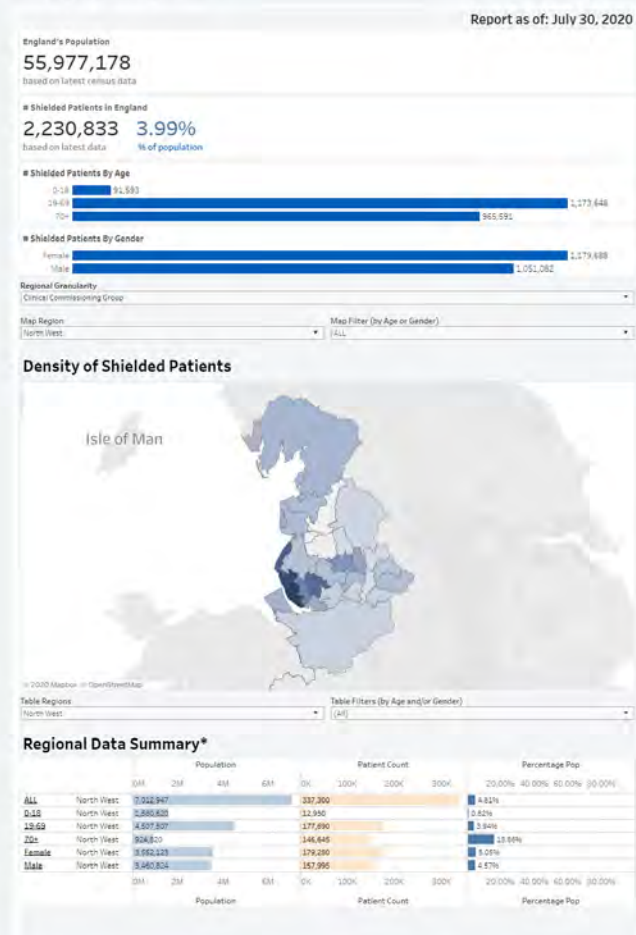 Report as of: July 30, 2020
England's Population
55,977,178
based on latest census data
# Shielded Patients in England
2,230,833 3.99%
based on latest data % of population
# Shielded Patients By Age
0-18 91,593
19-69 1,173,648
70+ 965,591
# Shielded Patients By Gender
Female 1,179,688
Male 1,051,082
Regional Granularity
Clinical Commissioning Group
Map Region Map Filter (by Age or Gender)
North West (ALL
Density of Shielded Patients
Isle of Man
© 2020 Mapbox © OpenStreetMap
Table Regions Table Filters (by Age and/or Gender)
North West (All)
Regional Data Summary*
Population Patient Count Percentage Pop
0M 2M 4M 6M 0K 100K 200K 300K 20.00% 40.00% 60.00% 80.00%
ALL North West 7,012,947 337,300 4.81%
0-18 North West 12,950 0.82%
19-69 North West 4,507,507 177,690 3.94%
70+ North West 924,820 146,645 15.86%
Female North West 3,552,123 179,280 5.05%
Male North West 3,460,824 157,995 4.57%
0M 2M 4M 6M 0K 100K 200K 300K 20.00% 40.00% 60.00% 80.00%
Population Patient Count Percentage Pop